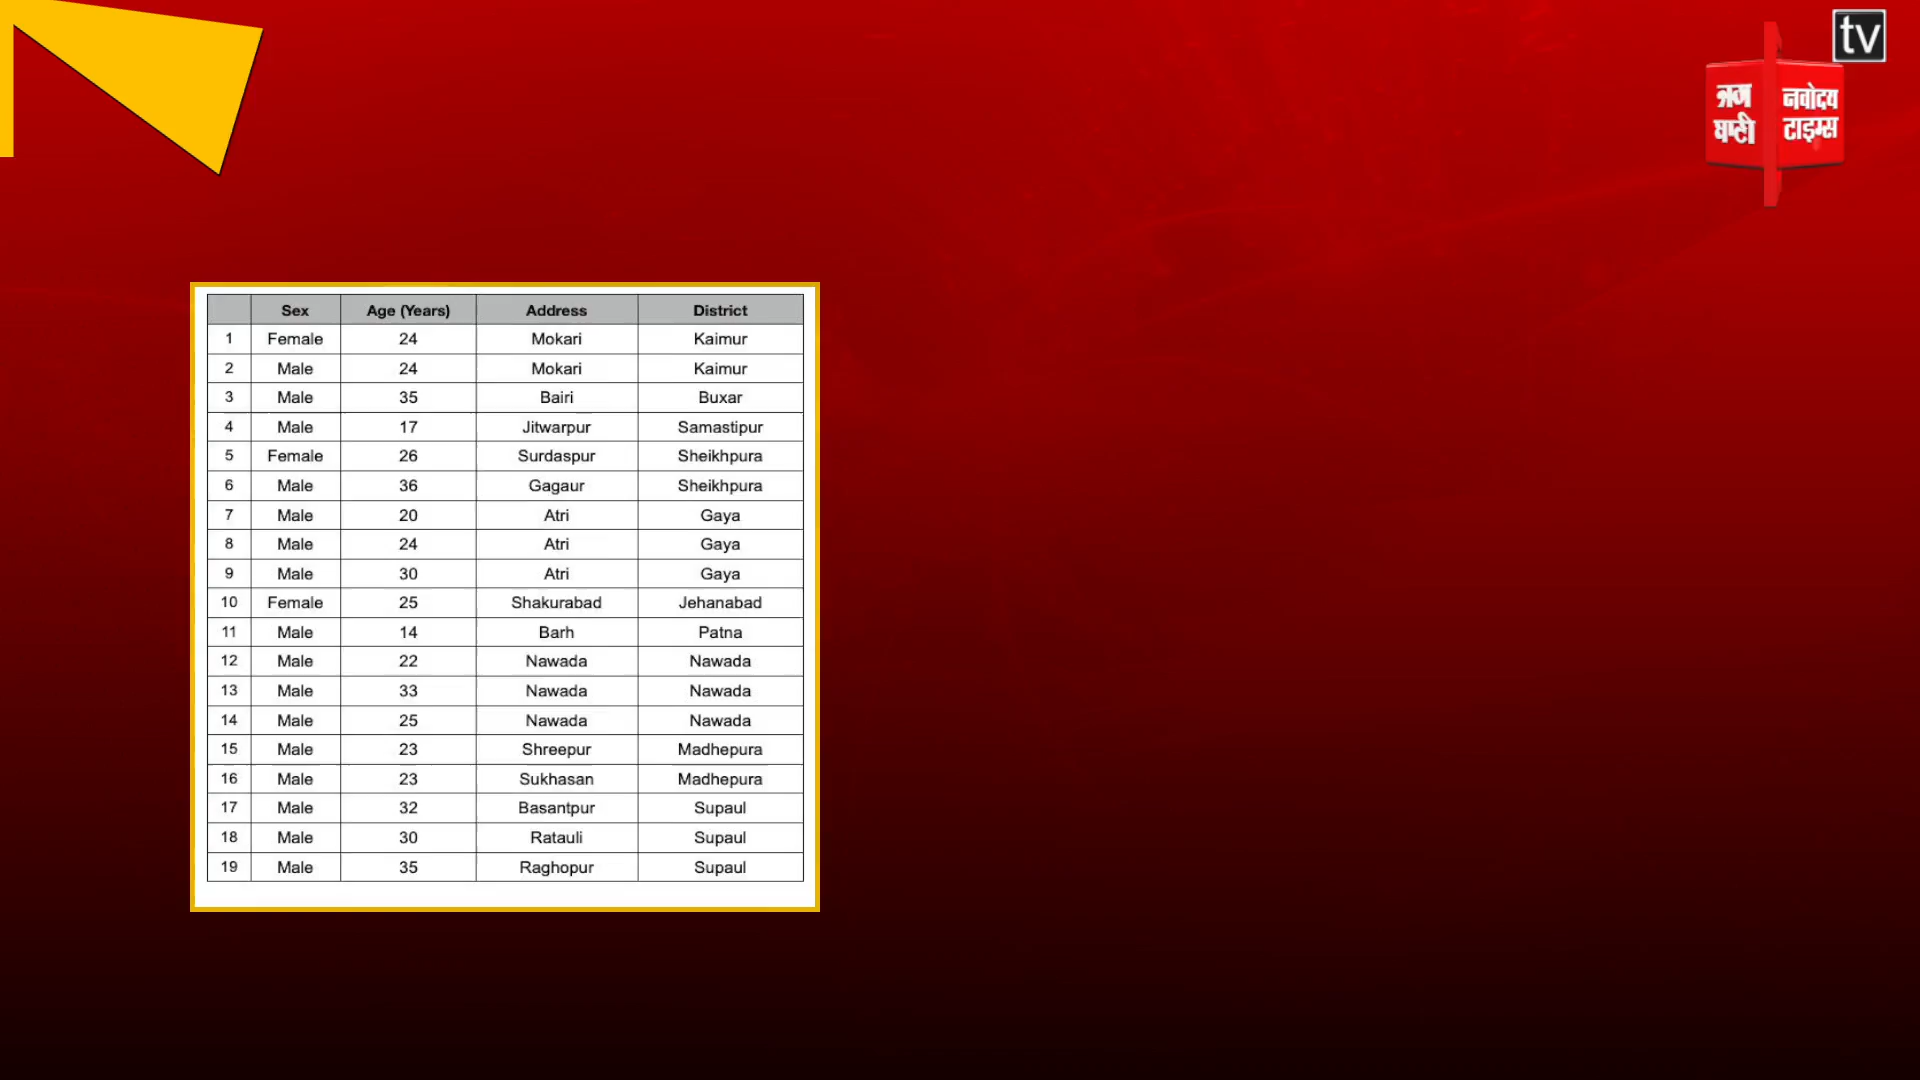 tv
नवोदय
टाइम्स
Sex Age (Years) Address District
1 Female 24 Mokari Kaimur
2 Male 24 Mokari Kaimur
3 Male 35 Bairi Buxar
4 Male 17 Jitwarpur Samastipur
5 Female 26 Surdaspur Sheikhpura
6 Male 36 Gagaur Sheikhpura
7 Male 20 Atri Gaya
8 Male 24 Atri Gaya
9 Male 30 Atri Gaya
10 Female 25 Shakurabad Jehanabad
11 Male 14 Barh Patna
12 Male 22 Nawada Nawada
13 Male 33 Nawada Nawada
14 Male 25 Nawada Nawada
15 Male 23 Shreepur Madhepura
16 Male 23 Sukhasan Madhepura
17 Male 32 Basantpur Supaul
18 Male 30 Ratauli Supaul
19 Male 35 Raghopur Supaul